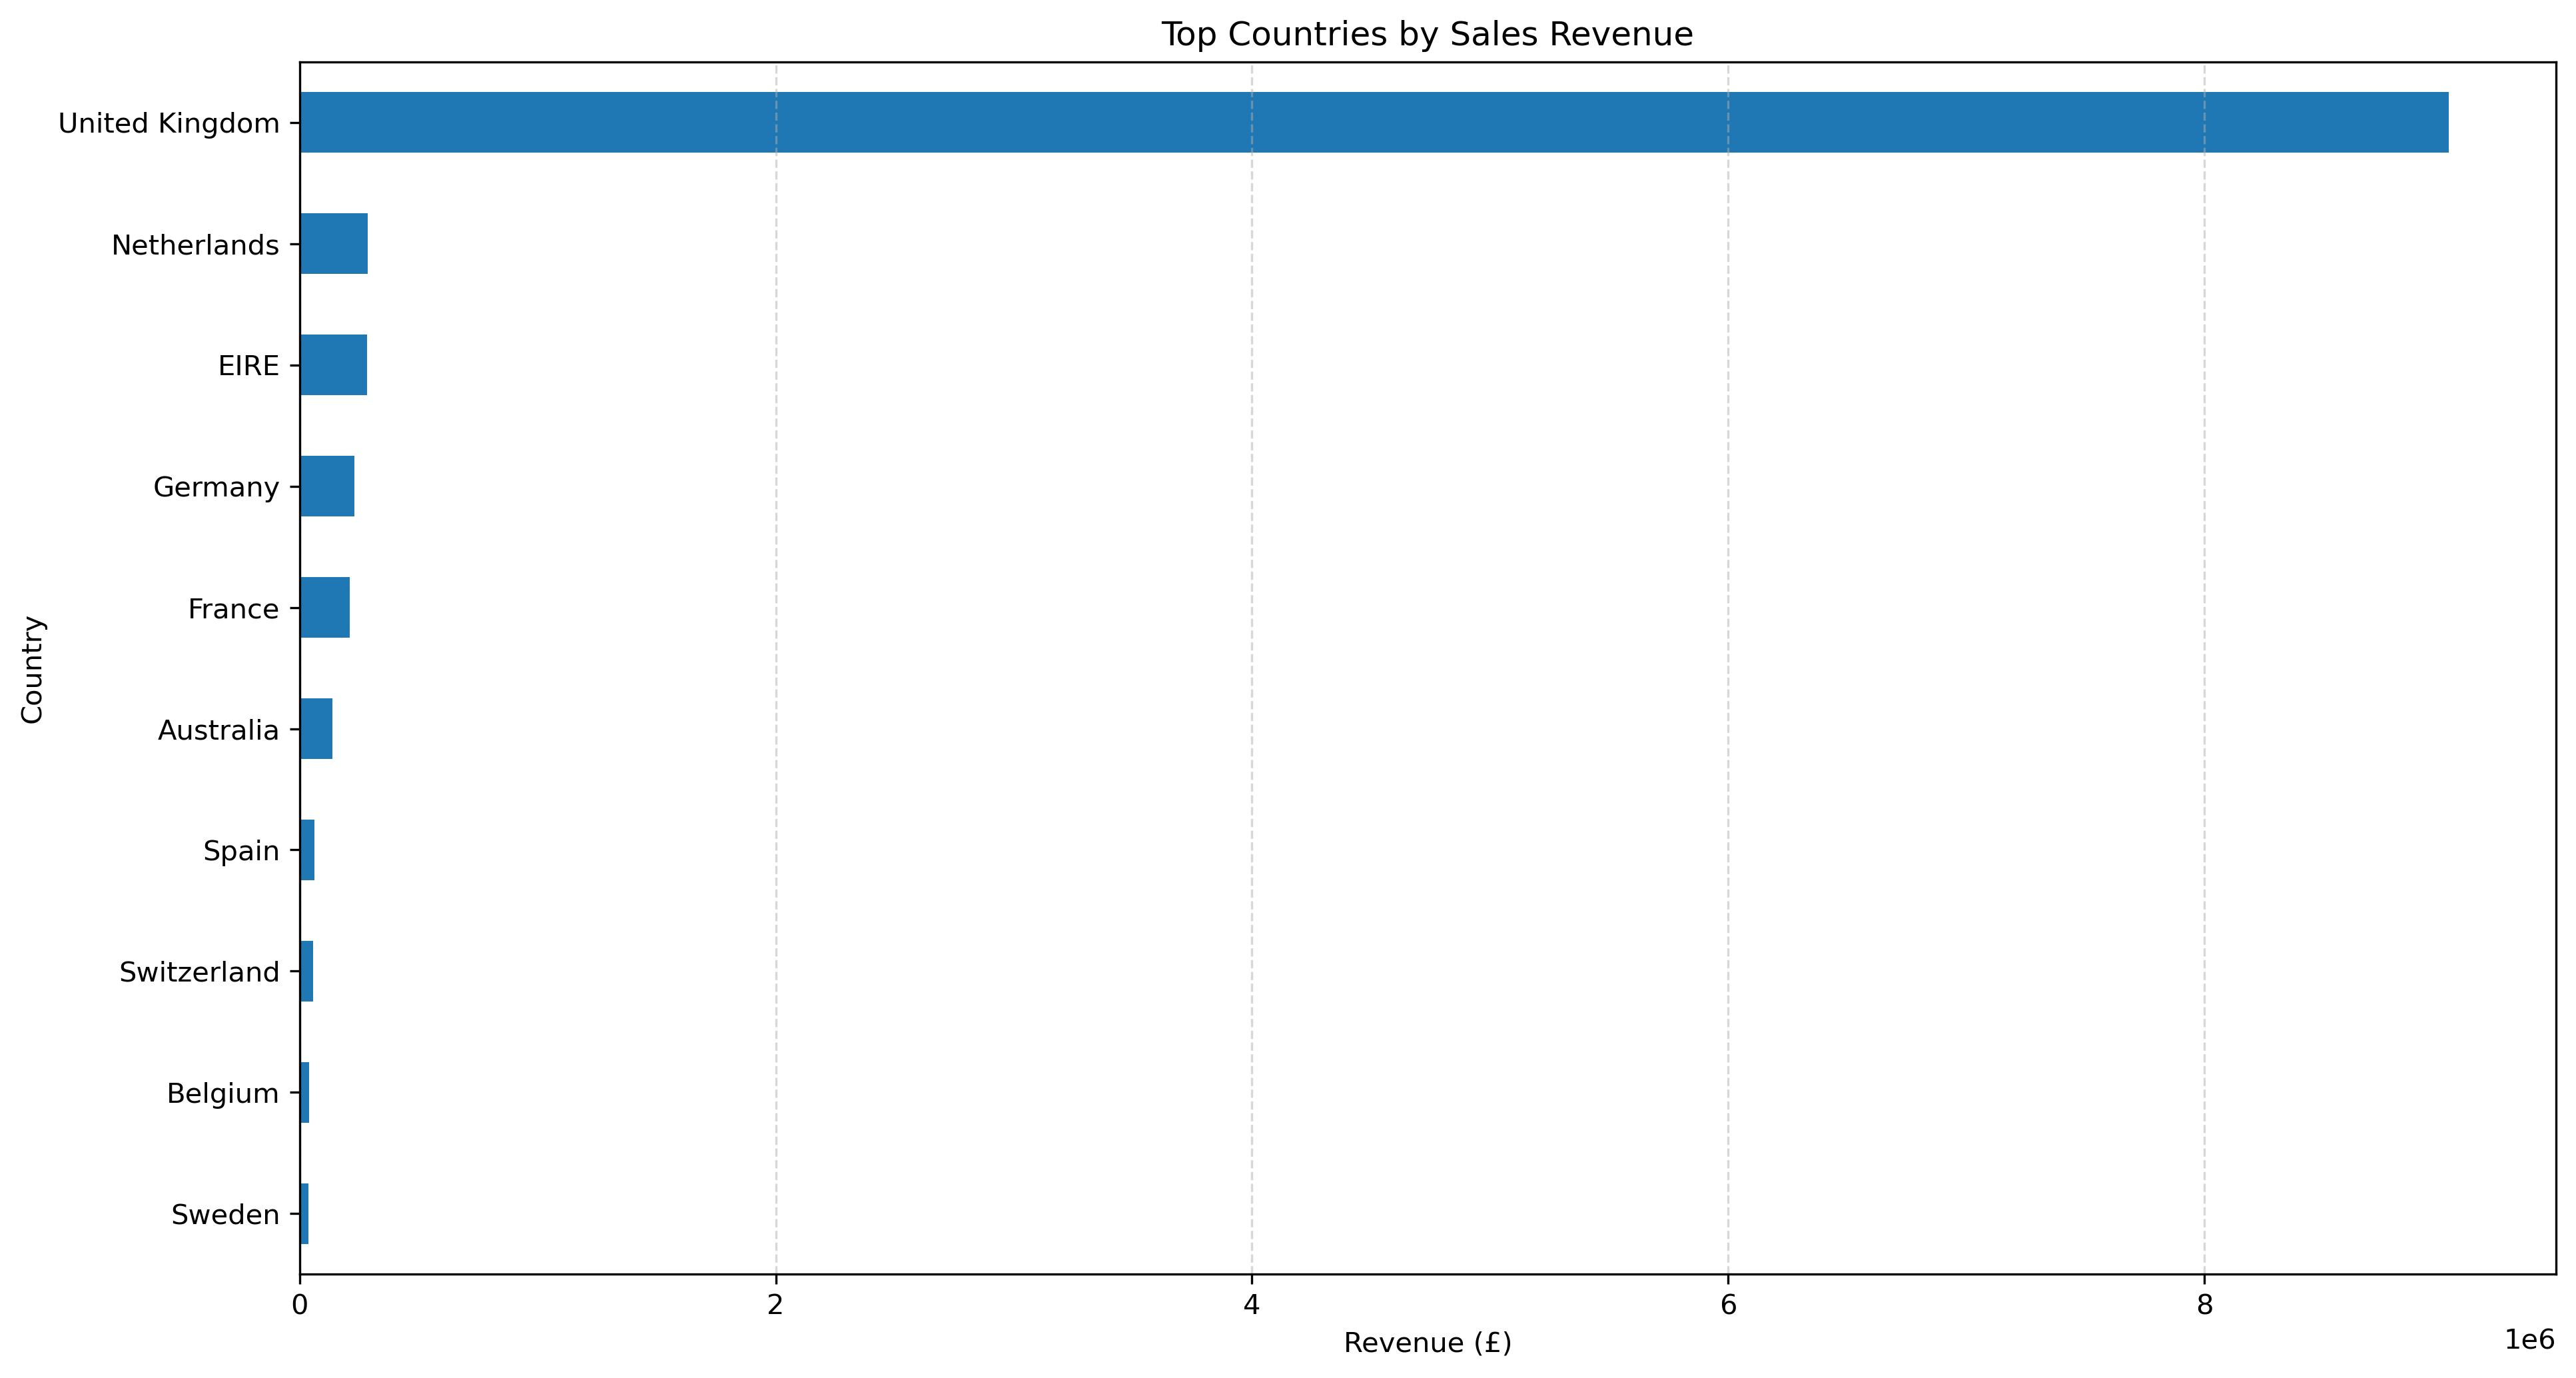 Top Countries by Sales Revenue
United Kingdom
Netherlands
EIRE
Germany
France
Australia
Spain
Switzerland
Belgium
Sweden
Country
0 2 4 6 8
Revenue (£)
1e6